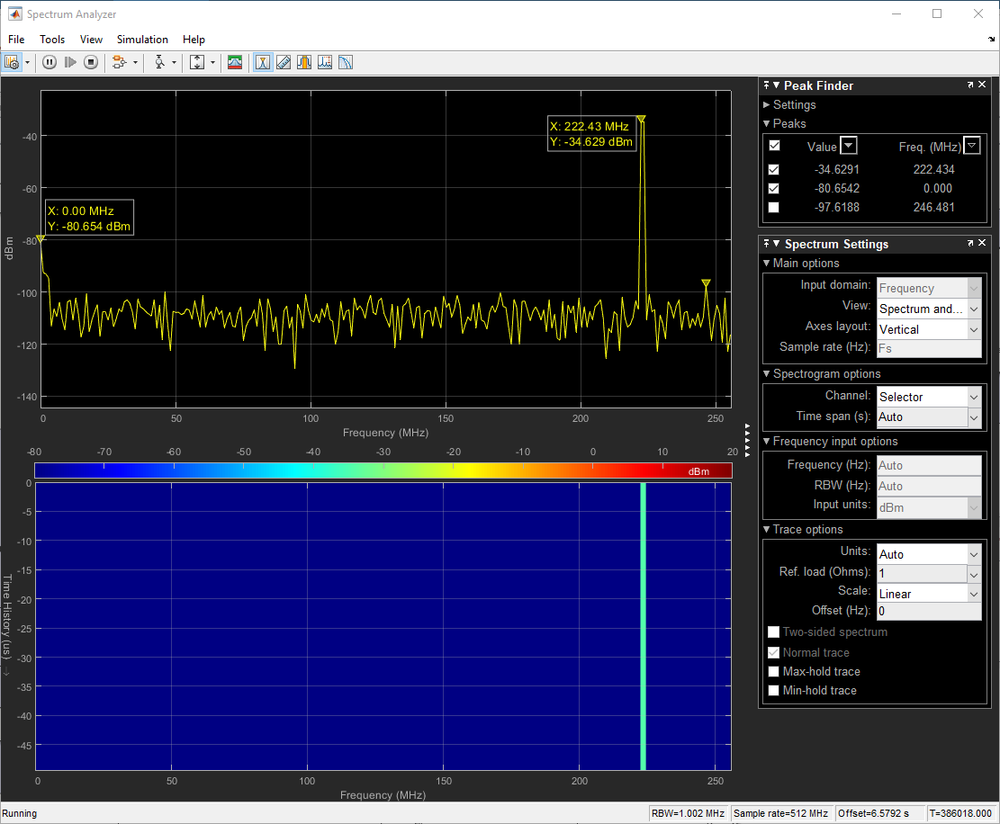 Spectrum Analyzer
File Tools View Simulation Help
X: 222.43 MHz
Y: -34.629 dBm
X: 0.00 MHz
Y: -80.654 dBm
dBm
-40
-60
-80
-100
-120
-140
0 50 100 150 200 250
Frequency (MHz)
-80 -70 -60 -50 -40 -30 -20 -10 0 10 20
dBm
Time History (us) →
0
-5
-10
-15
-20
-25
-30
-35
-40
-45
0 50 100 150 200 250
Frequency (MHz)
Peak Finder
Settings
Peaks
Value Freq. (MHz)
-34.6291 222.434
-80.6542 0.000
-97.6188 246.481
Spectrum Settings
Main options
Input domain: Frequency
View: Spectrum and...
Axes layout: Vertical
Sample rate (Hz): Fs
Spectrogram options
Channel: Selector
Time span (s): Auto
Frequency input options
Frequency (Hz): Auto
RBW (Hz): Auto
Input units: dBm
Trace options
Units: Auto
Ref. load (Ohms): 1
Scale: Linear
Offset (Hz): 0
Two-sided spectrum
Normal trace
Max-hold trace
Min-hold trace
Running RBW=1.002 MHz Sample rate=512 MHz Offset=6.5792 s T=386018.000